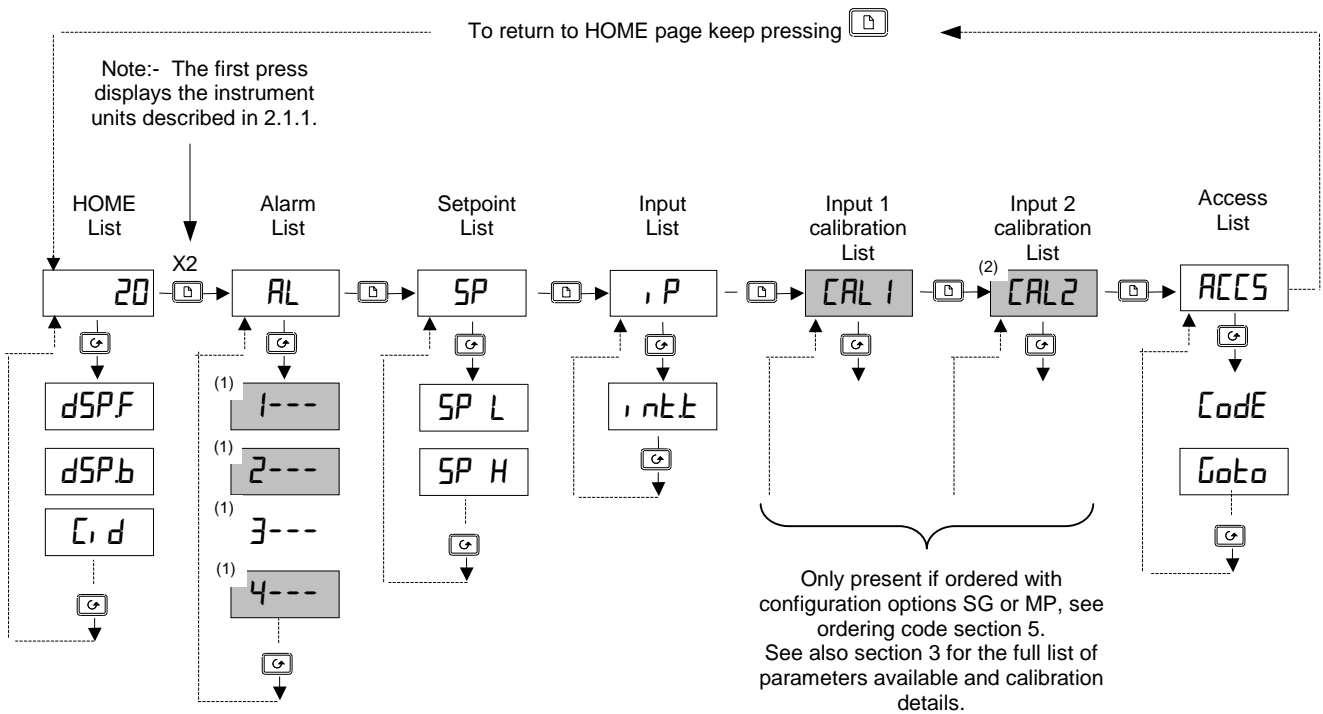 To return to HOME page keep pressing
Note:- The first press
displays the instrument
units described in 2.1.1.
HOME
List
Alarm
List
Setpoint
List
Input
List
Input 1
calibration
List
Input 2
calibration
List
Access
List
X2
(2)
20
AL
SP
iP
CAL1
CAL2
ACCS
dSP.F
(1)
1---
SP L
int.t
CodE
dSP.b
(1)
2---
SP H
Goto
Cid
(1)
3---
(1)
4---
Only present if ordered with
configuration options SG or MP, see
ordering code section 5.
See also section 3 for the full list of
parameters available and calibration
details.